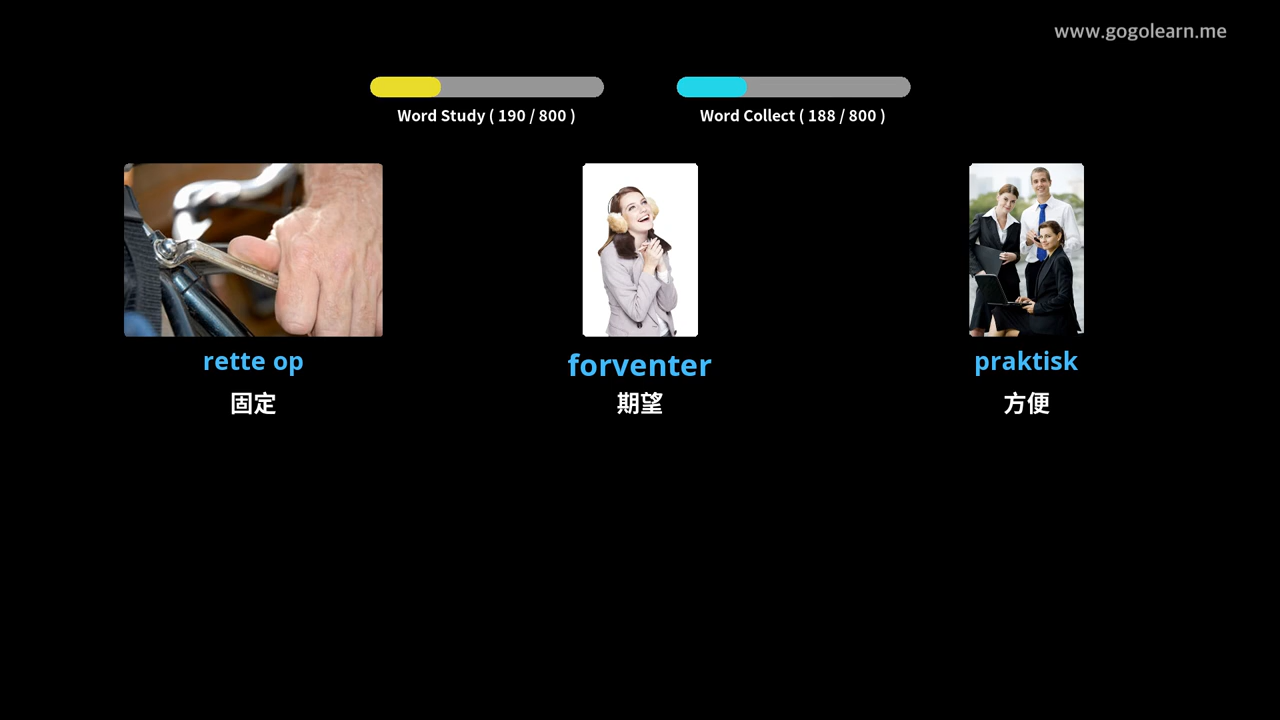 www.gogolearn.me
Word Study ( 190 / 800 )
Word Collect ( 188 / 800 )
rette op
固定
forventer
期望
praktisk
方便